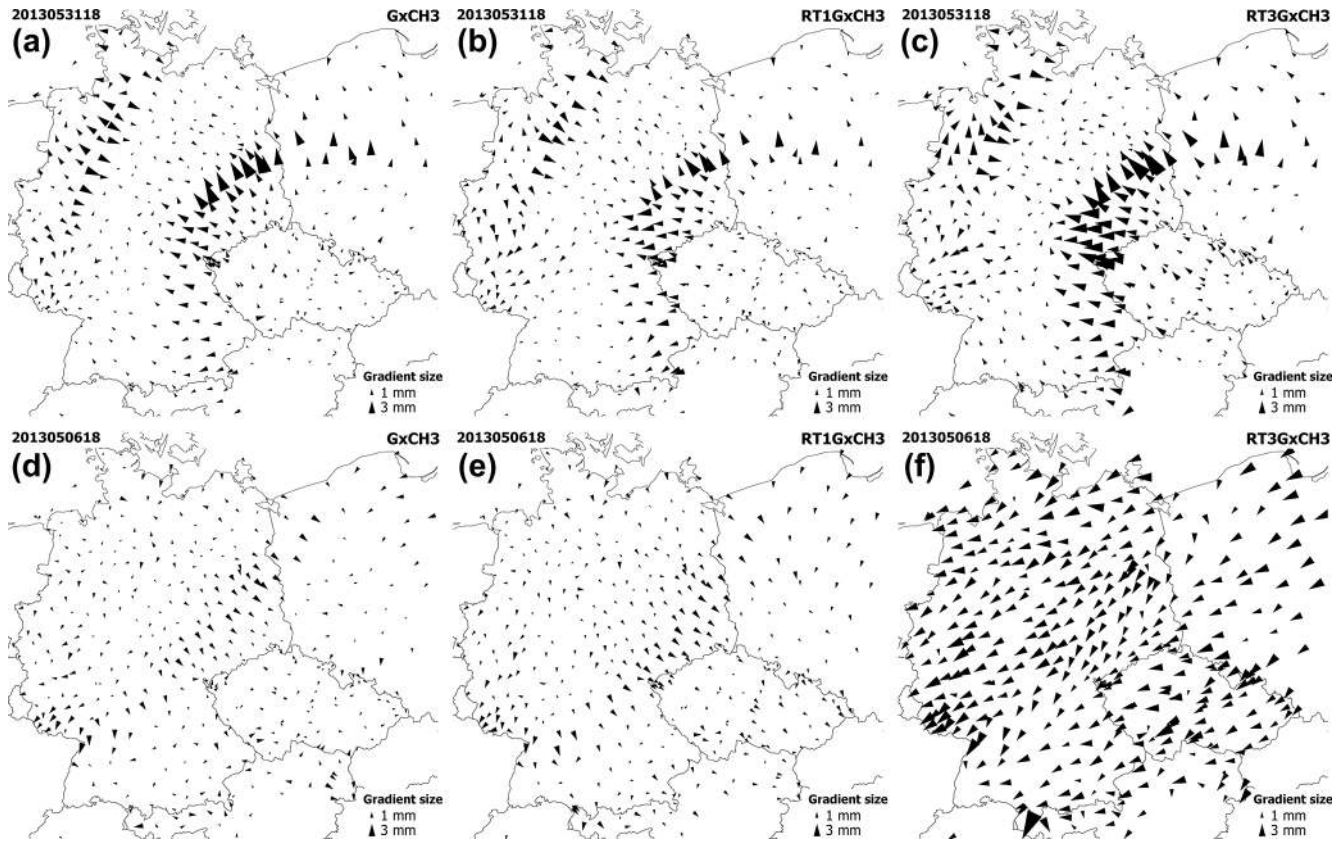 2013053118 GxCH3
(a)
Gradient size
1 mm
3 mm
2013053118 RT1GxCH3
(b)
Gradient size
1 mm
3 mm
2013053118 RT3GxCH3
(c)
Gradient size
1 mm
3 mm
2013050618 GxCH3
(d)
Gradient size
1 mm
3 mm
2013050618 RT1GxCH3
(e)
Gradient size
1 mm
3 mm
2013050618 RT3GxCH3
(f)
Gradient size
1 mm
3 mm